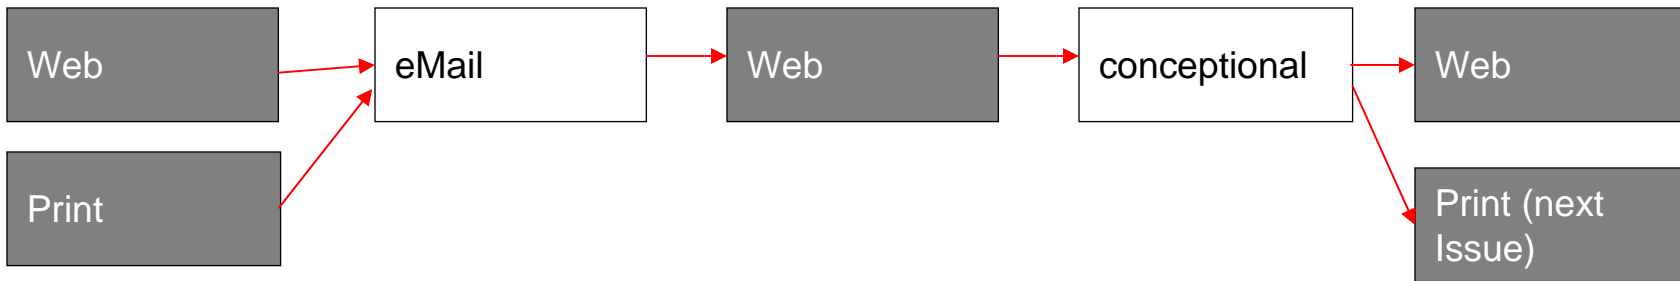 Web
eMail
Web
conceptional
Web
Print
Print (next
Issue)